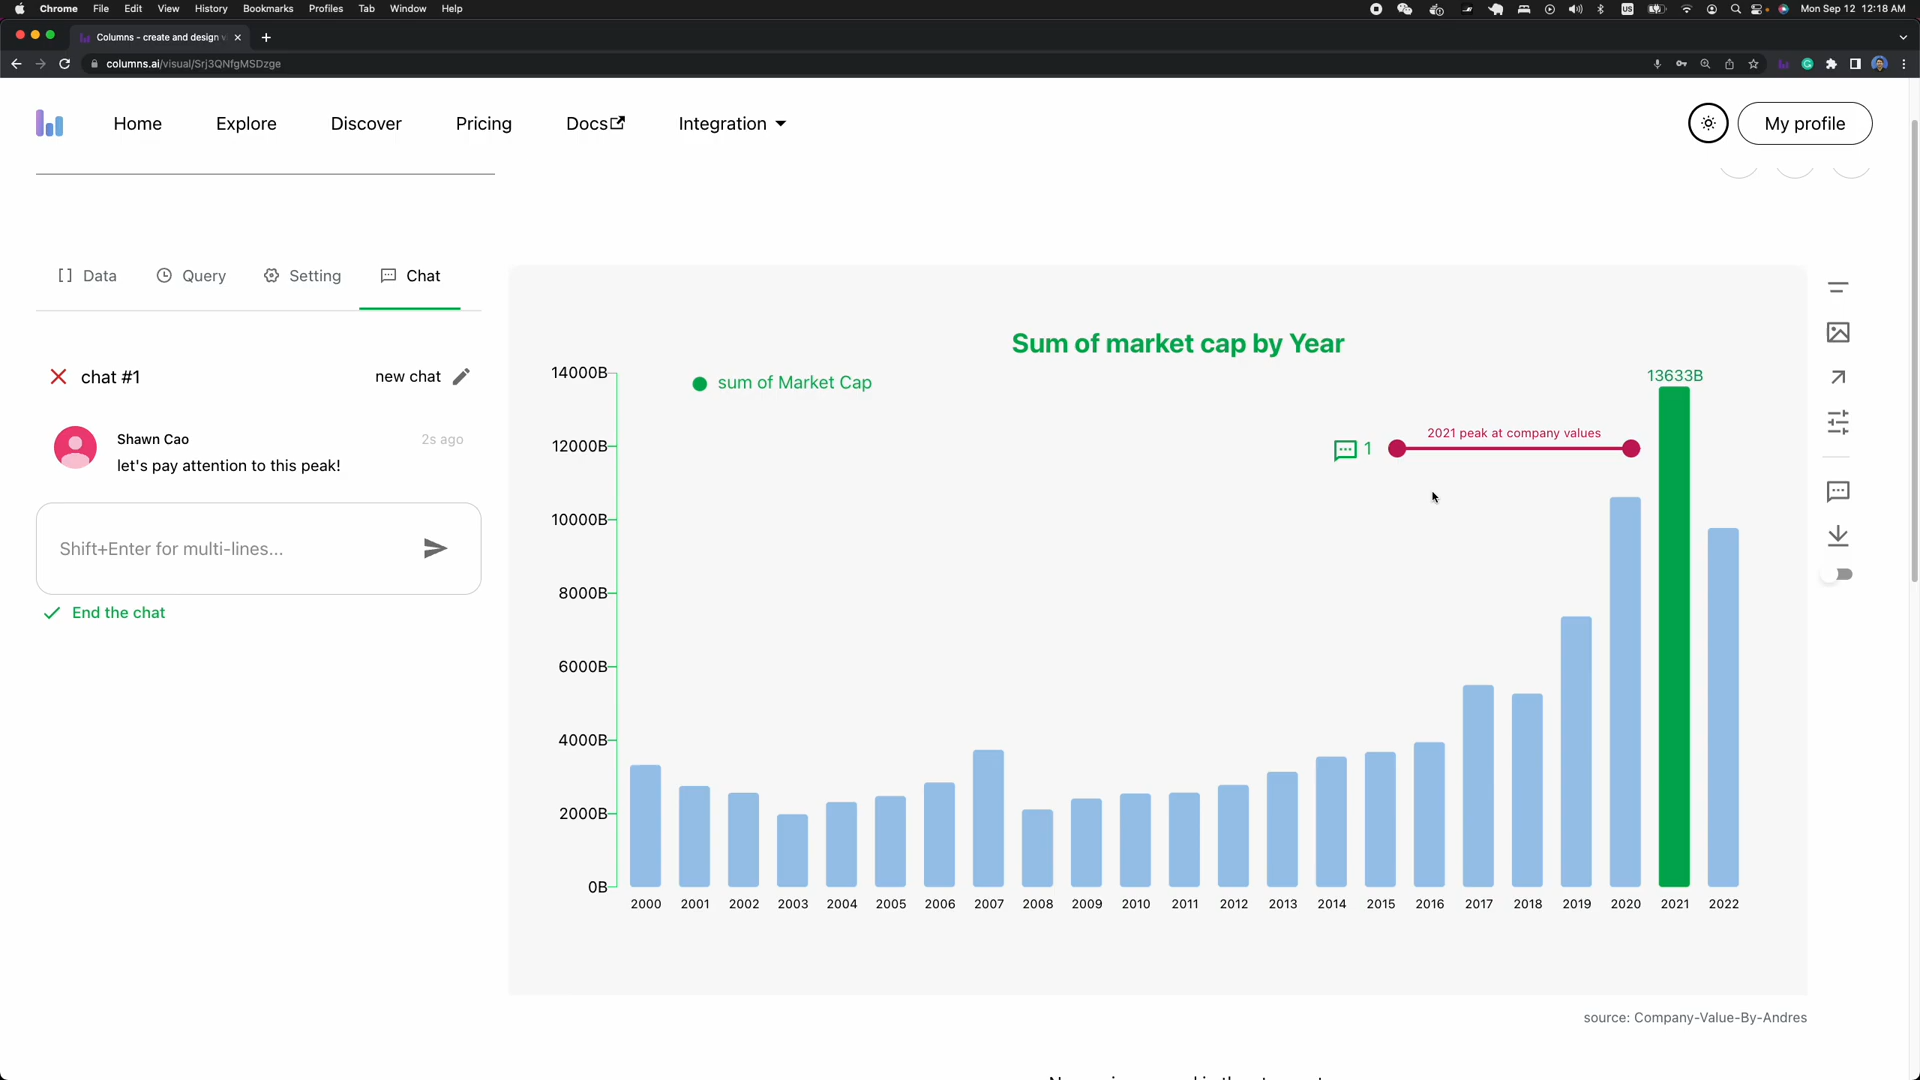 Chrome File Edit View History Bookmarks Profiles Tab Window Help
US
Mon Sep 12 12:18 AM
Columns - create and design v
columns.ai/visual/Srj3QNfgMSDzge
Home Explore Discover Pricing Docs Integration
My profile
Data Query Setting Chat
chat #1 new chat
Shawn Cao 2s ago
let's pay attention to this peak!
Shift+Enter for multi-lines...
End the chat
Sum of market cap by Year
sum of Market Cap
13633B
2021 peak at company values
1
14000B
12000B
10000B
8000B
6000B
4000B
2000B
0B
2000 2001 2002 2003 2004 2005 2006 2007 2008 2009 2010 2011 2012 2013 2014 2015 2016 2017 2018 2019 2020 2021 2022
source: Company-Value-By-Andres